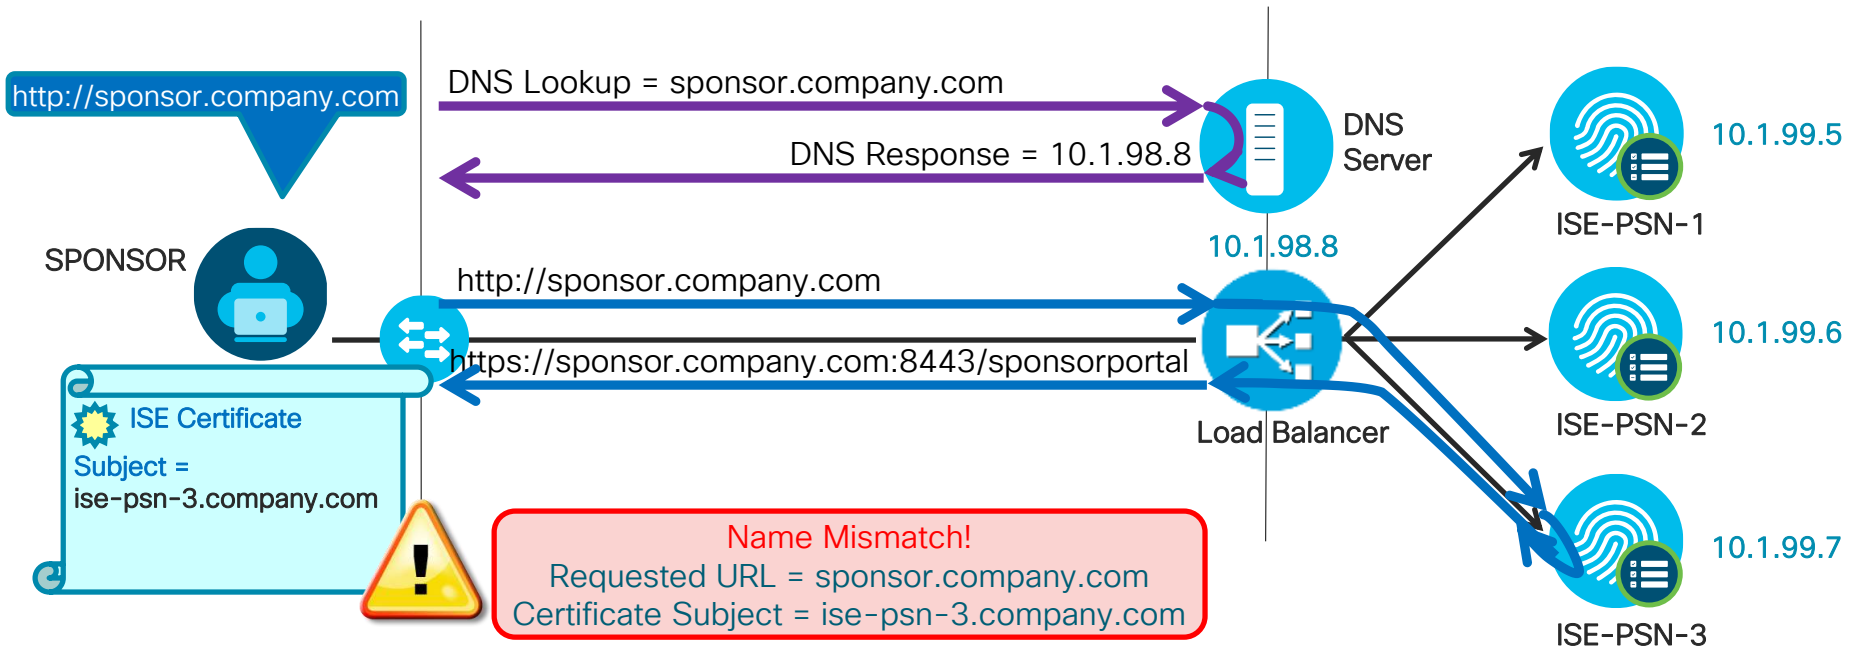 http://sponsor.company.com
DNS Lookup = sponsor.company.com
DNS Response = 10.1.98.8
DNS
Server
10.1.99.5
ISE-PSN-1
SPONSOR
10.1.98.8
http://sponsor.company.com
https://sponsor.company.com:8443/sponsorportal
Load Balancer
10.1.99.6
ISE-PSN-2
ISE Certificate
Subject =
ise-psn-3.company.com
!
Name Mismatch!
Requested URL = sponsor.company.com
Certificate Subject = ise-psn-3.company.com
10.1.99.7
ISE-PSN-3